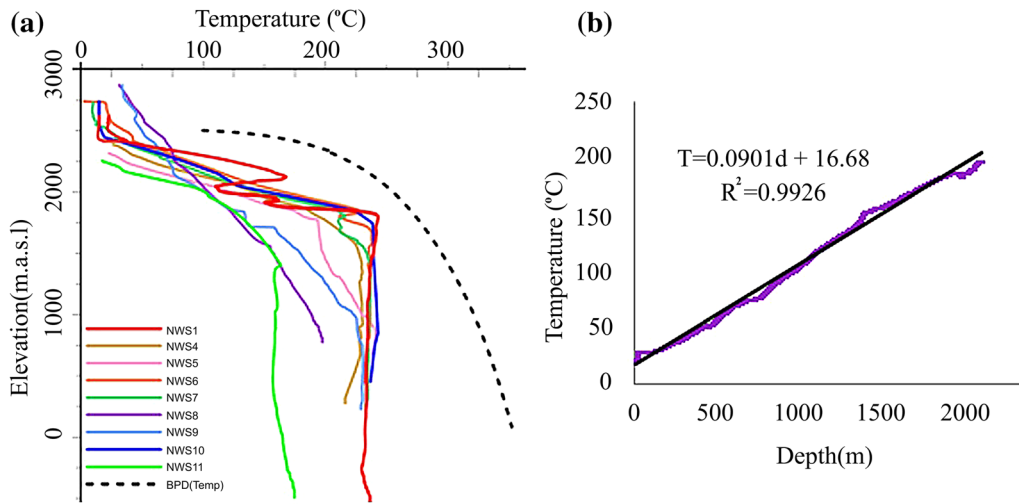 (a)
Temperature (ºC)
0 100 200 300
Elevation(m.a.s.l)
3000
2000
1000
0
NWS1
NWS4
NWS5
NWS6
NWS7
NWS8
NWS9
NWS10
NWS11
BPD(Temp)
(b)
Temperature (ºC)
250
200
150
100
50
0
T=0.0901d + 16.68
R²=0.9926
0 500 1000 1500 2000
Depth(m)